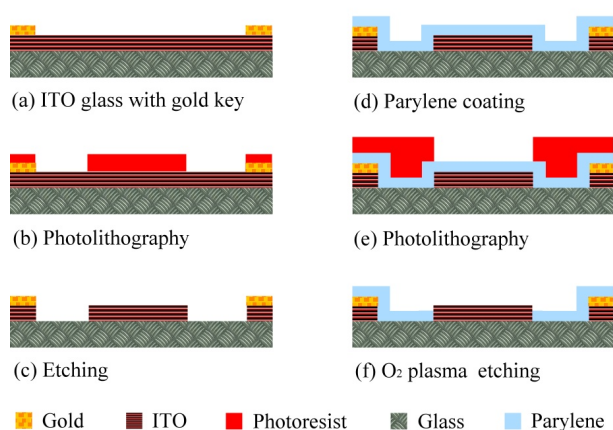 (a) ITO glass with gold key
(b) Photolithography
(c) Etching
(d) Parylene coating
(e) Photolithography
(f) O₂ plasma etching
Gold
ITO
Photoresist
Glass
Parylene